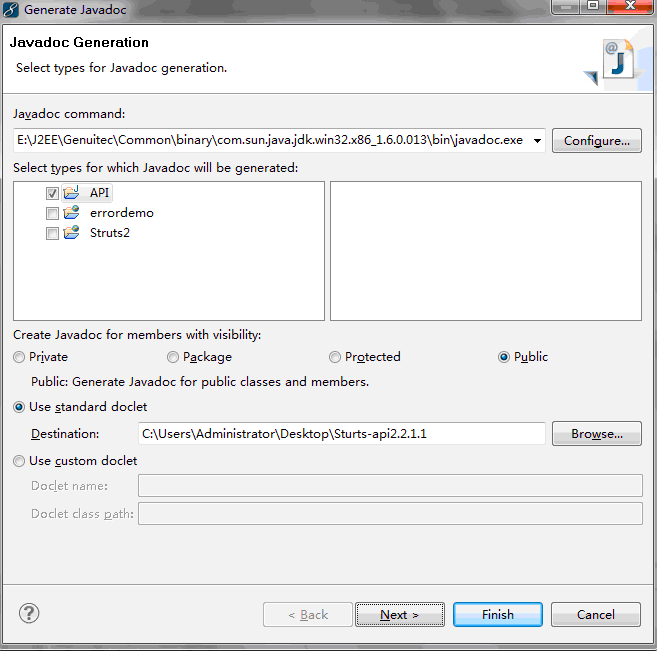 Generate Javadoc
Javadoc Generation
Select types for Javadoc generation.
Javadoc command:
E:\J2EE\Genuitec\Common\binary\com.sun.java.jdk.win32.x86_1.6.0.013\bin\javadoc.exe
Configure...
Select types for which Javadoc will be generated:
API
errordemo
Struts2
Create Javadoc for members with visibility:
Private Package Protected Public
Public: Generate Javadoc for public classes and members.
Use standard doclet
Destination: C:\Users\Administrator\Desktop\Sturts-api2.2.1.1 Browse...
Use custom doclet
Doclet name:
Doclet class path:
? < Back Next > Finish Cancel